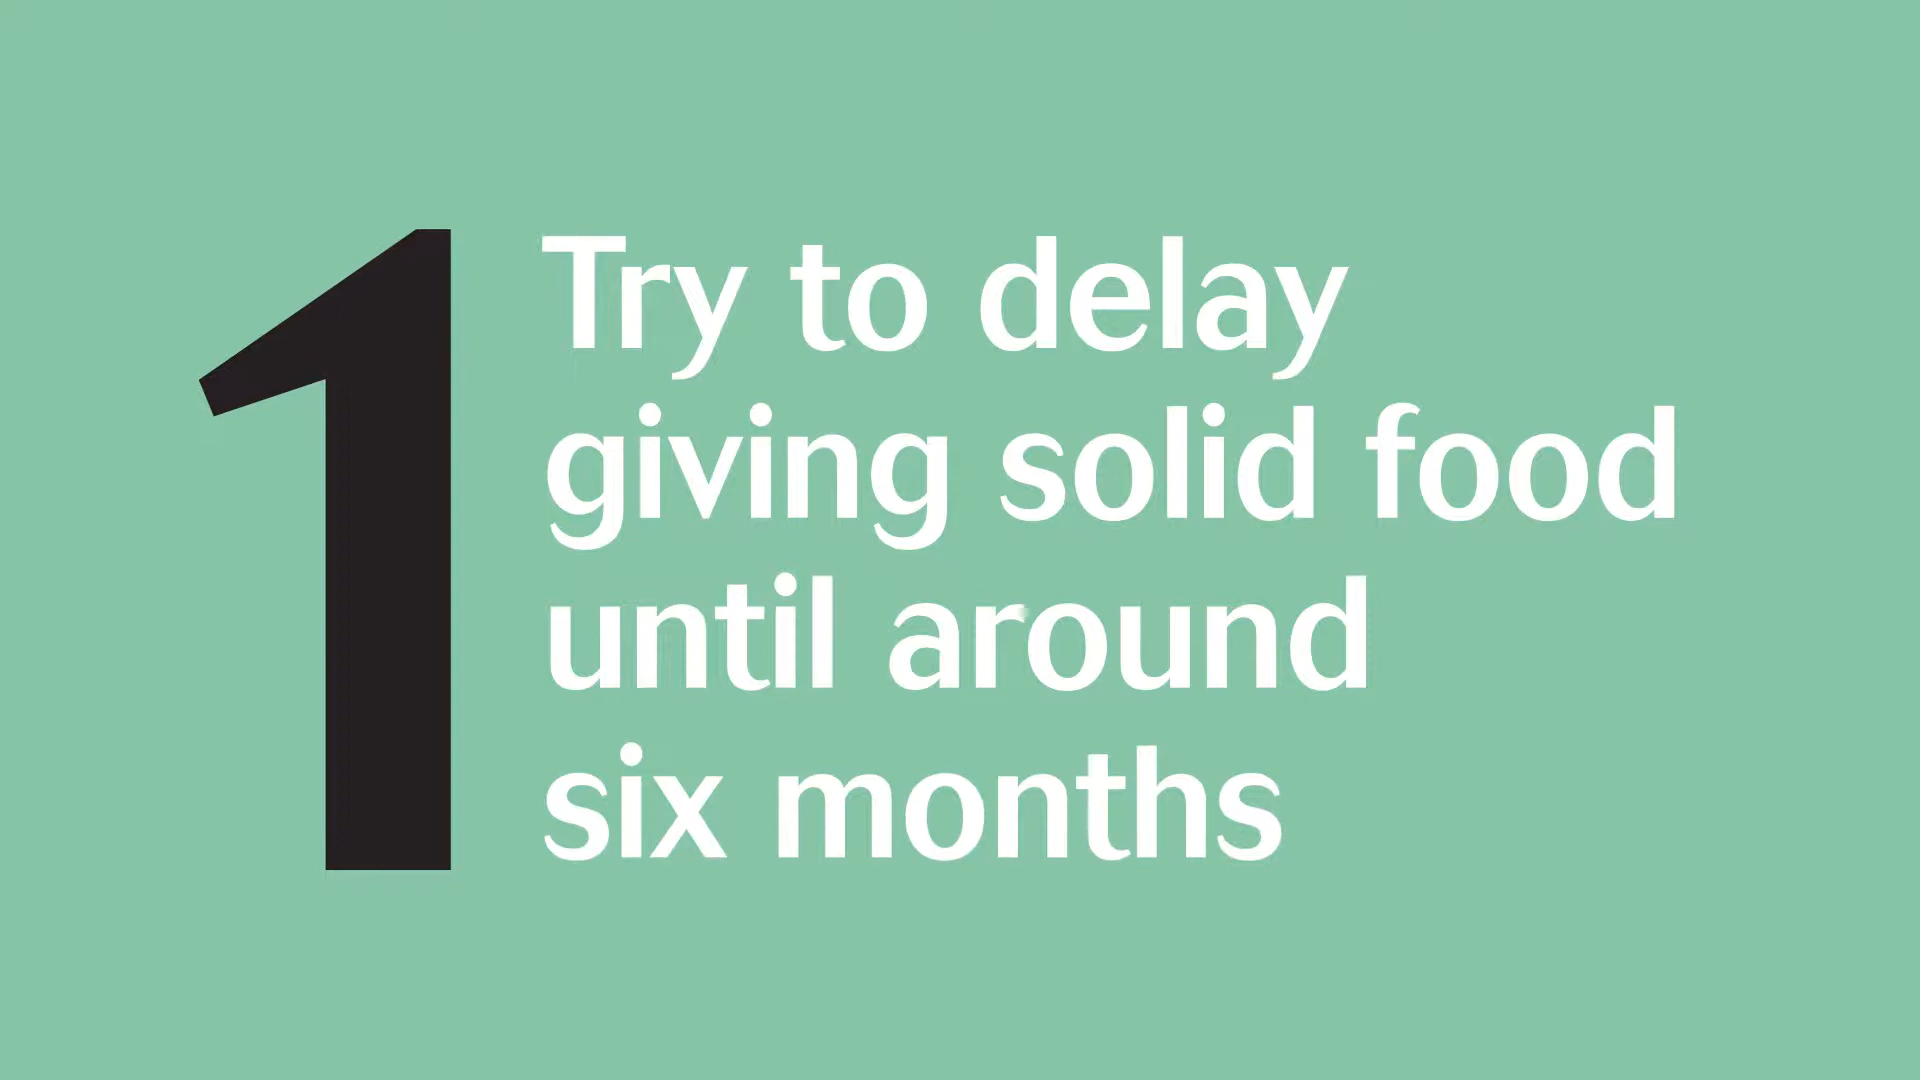 1
Try to delay
giving solid food
until around
six months